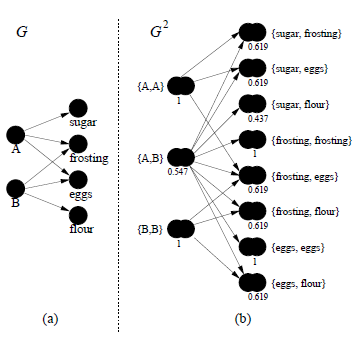 G
A
B
sugar
frosting
eggs
flour
(a)
G2
{A,A}
1
{A,B}
0.547
{B,B}
1
{sugar, frosting}
0.619
{sugar, eggs}
0.619
{sugar, flour}
0.437
{frosting, frosting}
1
{frosting, eggs}
0.619
{frosting, flour}
0.619
{eggs, eggs}
1
{eggs, flour}
0.619
(b)